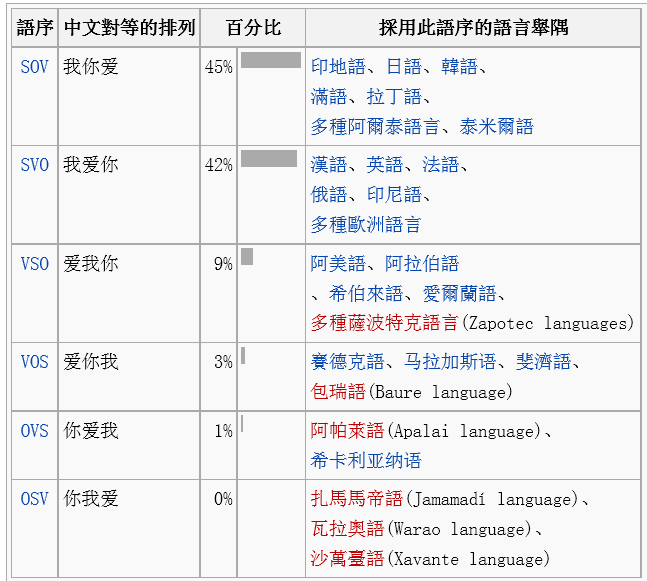 語序 中文對等的排列 百分比 採用此語序的語言舉隅
SOV 我你爱 45% 印地語、日語、韓語、
滿語、拉丁語、
多種阿爾泰語言、泰米爾語
SVO 我爱你 42% 漢語、英語、法語、
俄語、印尼語、
多種歐洲語言
VSO 爱我你 9% 阿美語、阿拉伯語
、希伯來語、愛爾蘭語、
多種薩波特克語言(Zapotec languages)
VOS 爱你我 3% 賽德克語、马拉加斯语、斐濟語、
包瑞語(Baure language)
OVS 你爱我 1% 阿帕萊語(Apalai language)、
希卡利亚纳语
OSV 你我爱 0% 扎馬馬帝語(Jamamadí language)、
瓦拉奧語(Warao language)、
沙萬臺語(Xavante language)